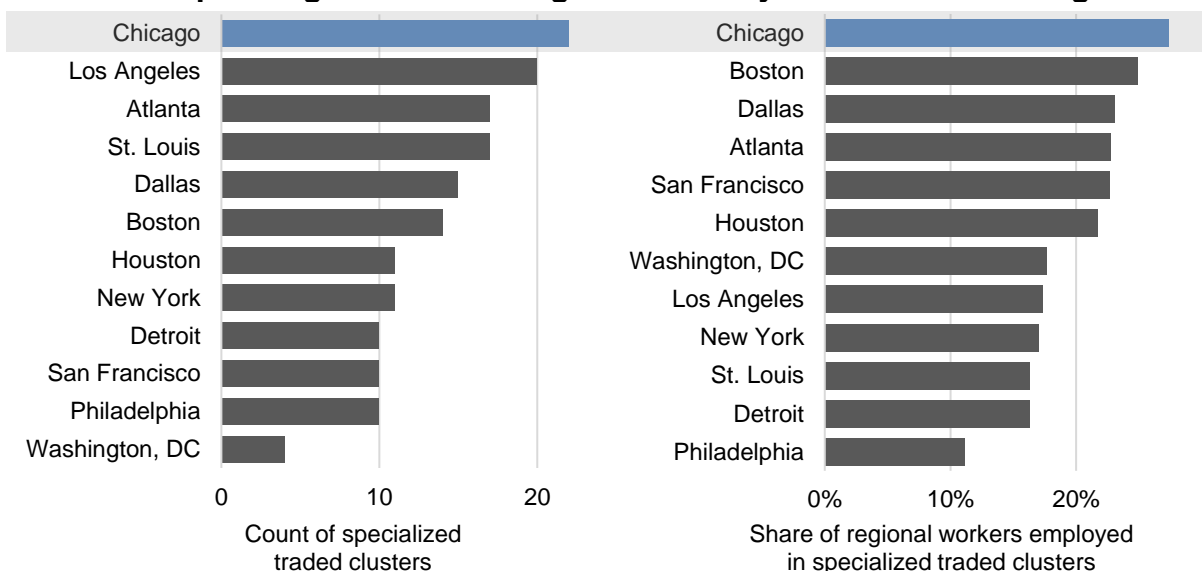 Chicago
Los Angeles
Atlanta
St. Louis
Dallas
Boston
Houston
New York
Detroit
San Francisco
Philadelphia
Washington, DC
0 10 20
Count of specialized
traded clusters
Chicago
Boston
Dallas
Atlanta
San Francisco
Houston
Washington, DC
Los Angeles
New York
St. Louis
Detroit
Philadelphia
0% 10% 20%
Share of regional workers employed
in specialized traded clusters